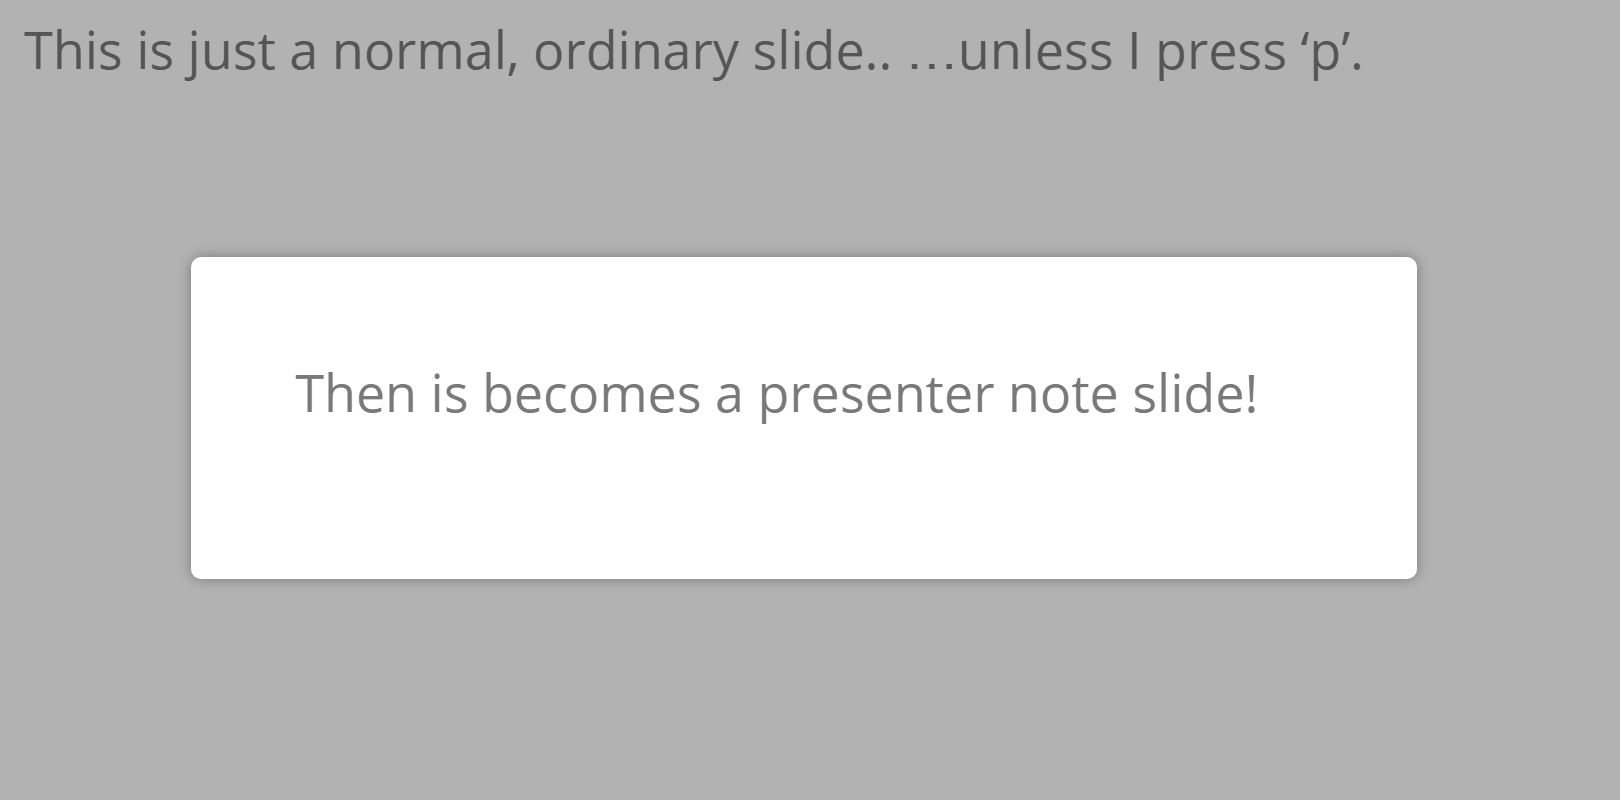 This is just a normal, ordinary slide.. …unless I press ‘p’.
Then is becomes a presenter note slide!